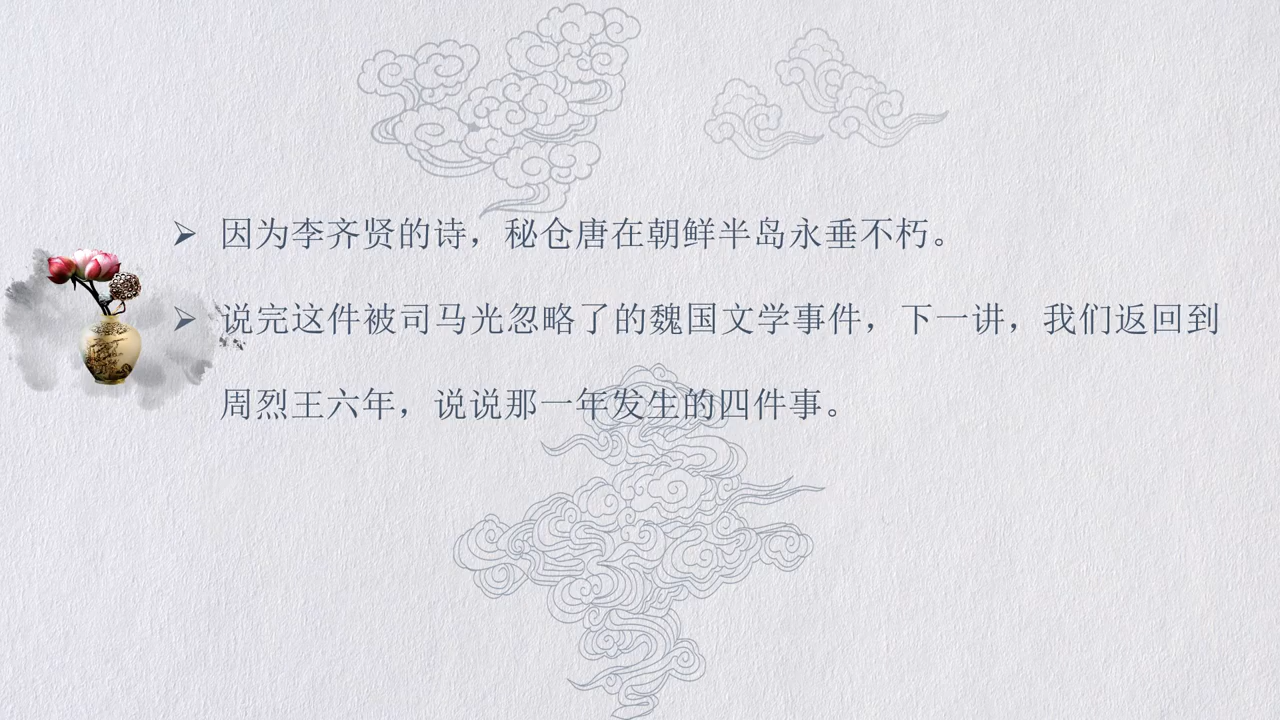 因为李齐贤的诗，秘仓唐在朝鲜半岛永垂不朽。
说完这件被司马光忽略了的魏国文学事件，下一讲，我们返回到
周烈王六年，说说那一年发生的四件事。